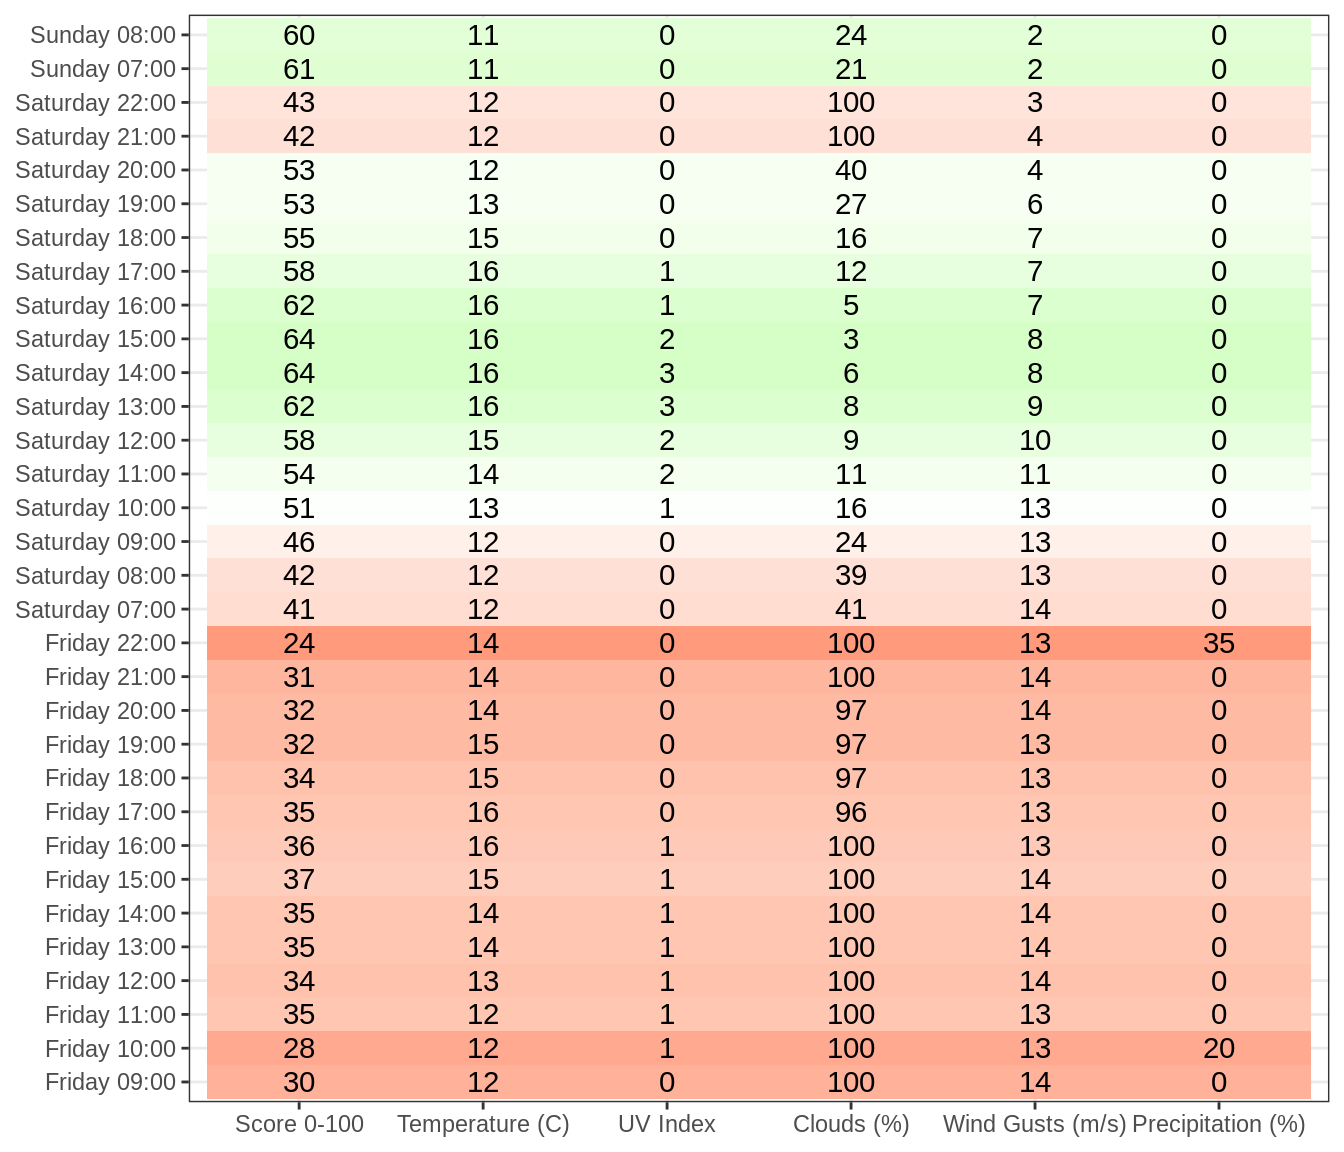 Sunday 08:00 60 11 0 24 2 0
Sunday 07:00 61 11 0 21 2 0
Saturday 22:00 43 12 0 100 3 0
Saturday 21:00 42 12 0 100 4 0
Saturday 20:00 53 12 0 40 4 0
Saturday 19:00 53 13 0 27 6 0
Saturday 18:00 55 15 0 16 7 0
Saturday 17:00 58 16 1 12 7 0
Saturday 16:00 62 16 1 5 7 0
Saturday 15:00 64 16 2 3 8 0
Saturday 14:00 64 16 3 6 8 0
Saturday 13:00 62 16 3 8 9 0
Saturday 12:00 58 15 2 9 10 0
Saturday 11:00 54 14 2 11 11 0
Saturday 10:00 51 13 1 16 13 0
Saturday 09:00 46 12 0 24 13 0
Saturday 08:00 42 12 0 39 13 0
Saturday 07:00 41 12 0 41 14 0
Friday 22:00 24 14 0 100 13 35
Friday 21:00 31 14 0 100 14 0
Friday 20:00 32 14 0 97 14 0
Friday 19:00 32 15 0 97 13 0
Friday 18:00 34 15 0 97 13 0
Friday 17:00 35 16 0 96 13 0
Friday 16:00 36 16 1 100 13 0
Friday 15:00 37 15 1 100 14 0
Friday 14:00 35 14 1 100 14 0
Friday 13:00 35 14 1 100 14 0
Friday 12:00 34 13 1 100 14 0
Friday 11:00 35 12 1 100 13 0
Friday 10:00 28 12 1 100 13 20
Friday 09:00 30 12 0 100 14 0
Score 0-100 Temperature (C) UV Index Clouds (%) Wind Gusts (m/s) Precipitation (%)